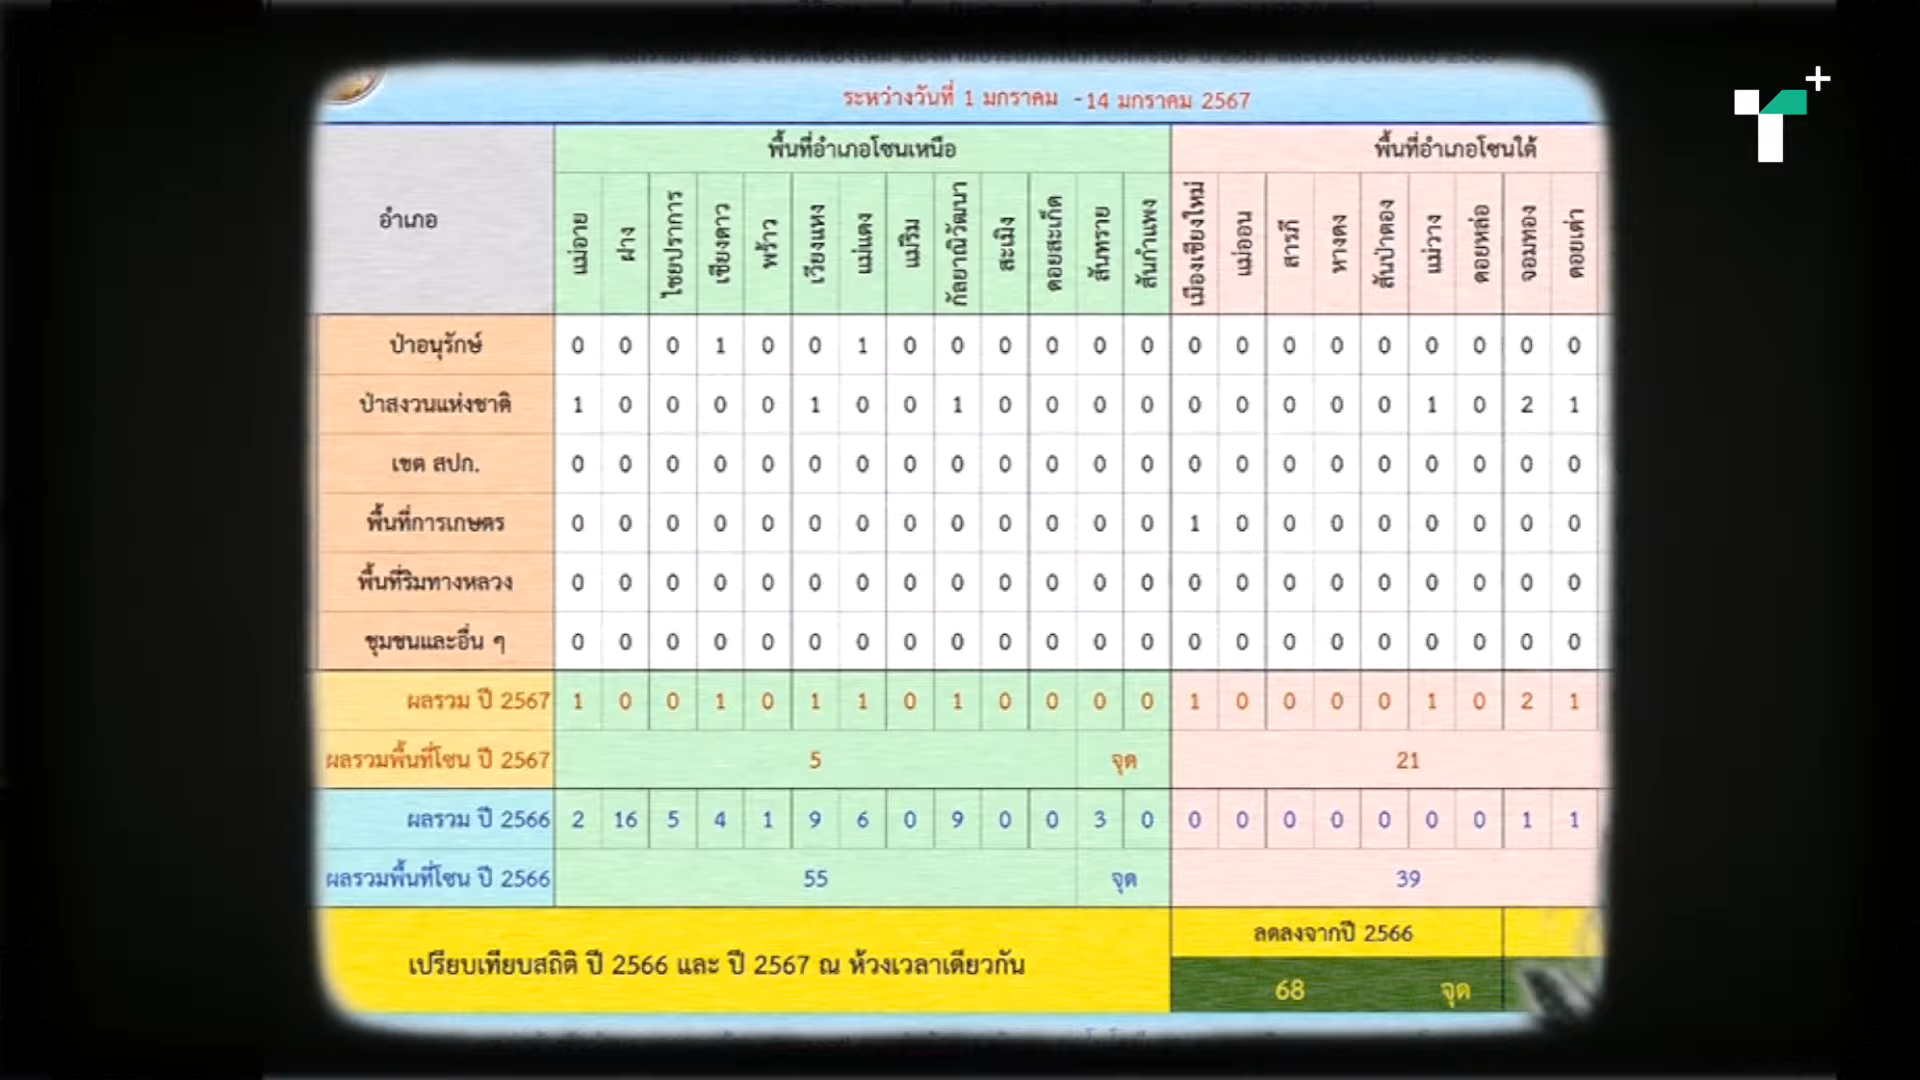 ระหว่างวันที่ 1 มกราคม -14 มกราคม 2567
พื้นที่อำเภอโซนเหนือ พื้นที่อำเภอโซนใต้
อำเภอ แม่อาย ฝาง ไชยปราการ เชียงดาว พร้าว เวียงแหง แม่แตง แม่ริม กัลยาณิวัฒนา สะเมิง ดอยสะเก็ด สันทราย สันกำแพง เมืองเชียงใหม่ แม่ออน สารภี หางดง สันป่าตอง แม่วาง ดอยหล่อ จอมทอง ดอยเต่า
ป่าอนุรักษ์ 0 0 0 1 0 0 1 0 0 0 0 0 0 0 0 0 0 0 0 0 0 0
ป่าสงวนแห่งชาติ 1 0 0 0 0 1 0 0 1 0 0 0 0 0 0 0 0 0 1 0 2 1
เขต สปก. 0 0 0 0 0 0 0 0 0 0 0 0 0 0 0 0 0 0 0 0 0 0
พื้นที่การเกษตร 0 0 0 0 0 0 0 0 0 0 0 0 0 1 0 0 0 0 0 0 0 0
พื้นที่ริมทางหลวง 0 0 0 0 0 0 0 0 0 0 0 0 0 0 0 0 0 0 0 0 0 0
ชุมชนและอื่น ๆ 0 0 0 0 0 0 0 0 0 0 0 0 0 0 0 0 0 0 0 0 0 0
ผลรวม ปี 2567 1 0 0 1 0 1 1 0 1 0 0 0 0 1 0 0 0 0 1 0 2 1
ผลรวมพื้นที่โซน ปี 2567 5 จุด 21
ผลรวม ปี 2566 2 16 5 4 1 9 6 0 9 0 0 3 0 0 0 0 0 0 0 0 1 1
ผลรวมพื้นที่โซน ปี 2566 55 จุด 39
เปรียบเทียบสถิติ ปี 2566 และ ปี 2567 ณ ห้วงเวลาเดียวกัน
ลดลงจากปี 2566
68 จุด